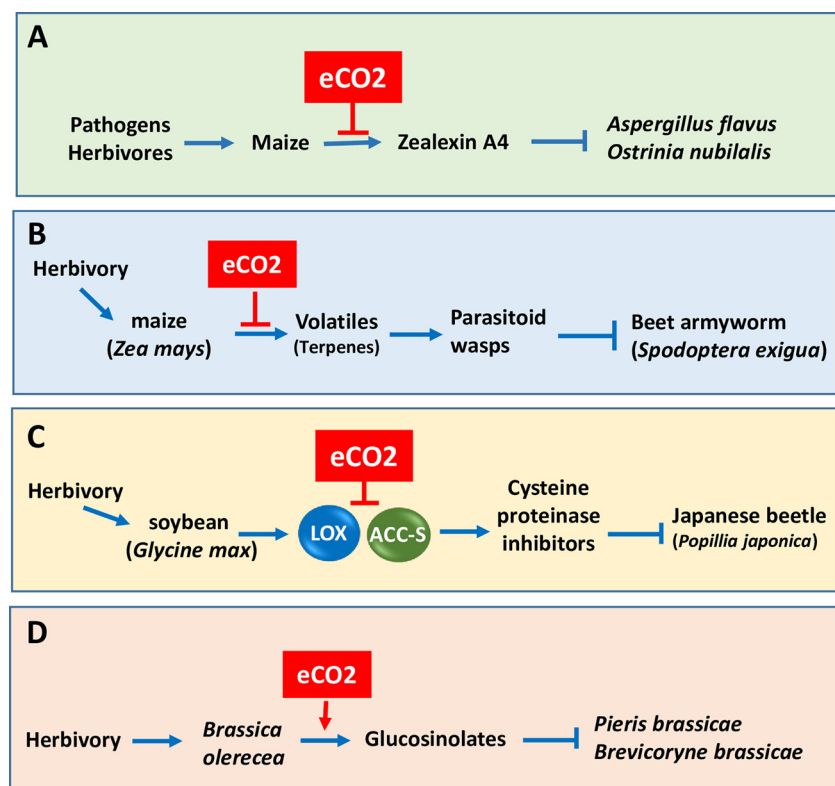 A
eCO2
Pathogens
Herbivores
Maize
Zealexin A4
Aspergillus flavus
Ostrinia nubilalis
B
Herbivory
eCO2
maize
(Zea mays)
Volatiles
(Terpenes)
Parasitoid
wasps
Beet armyworm
(Spodoptera exigua)
C
eCO2
Herbivory
soybean
(Glycine max)
LOX
ACC-S
Cysteine
proteinase
inhibitors
Japanese beetle
(Popillia japonica)
D
eCO2
Herbivory
Brassica
olerecea
Glucosinolates
Pieris brassicae
Brevicoryne brassicae